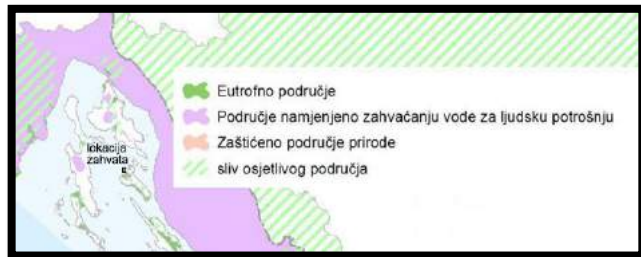 Eutrofno područje
Područje namjenjeno zahvaćanju vode za ljudsku potrošnju
Zaštićeno područje prirode
sliv osjetljivog područja
lokacija
zahvata